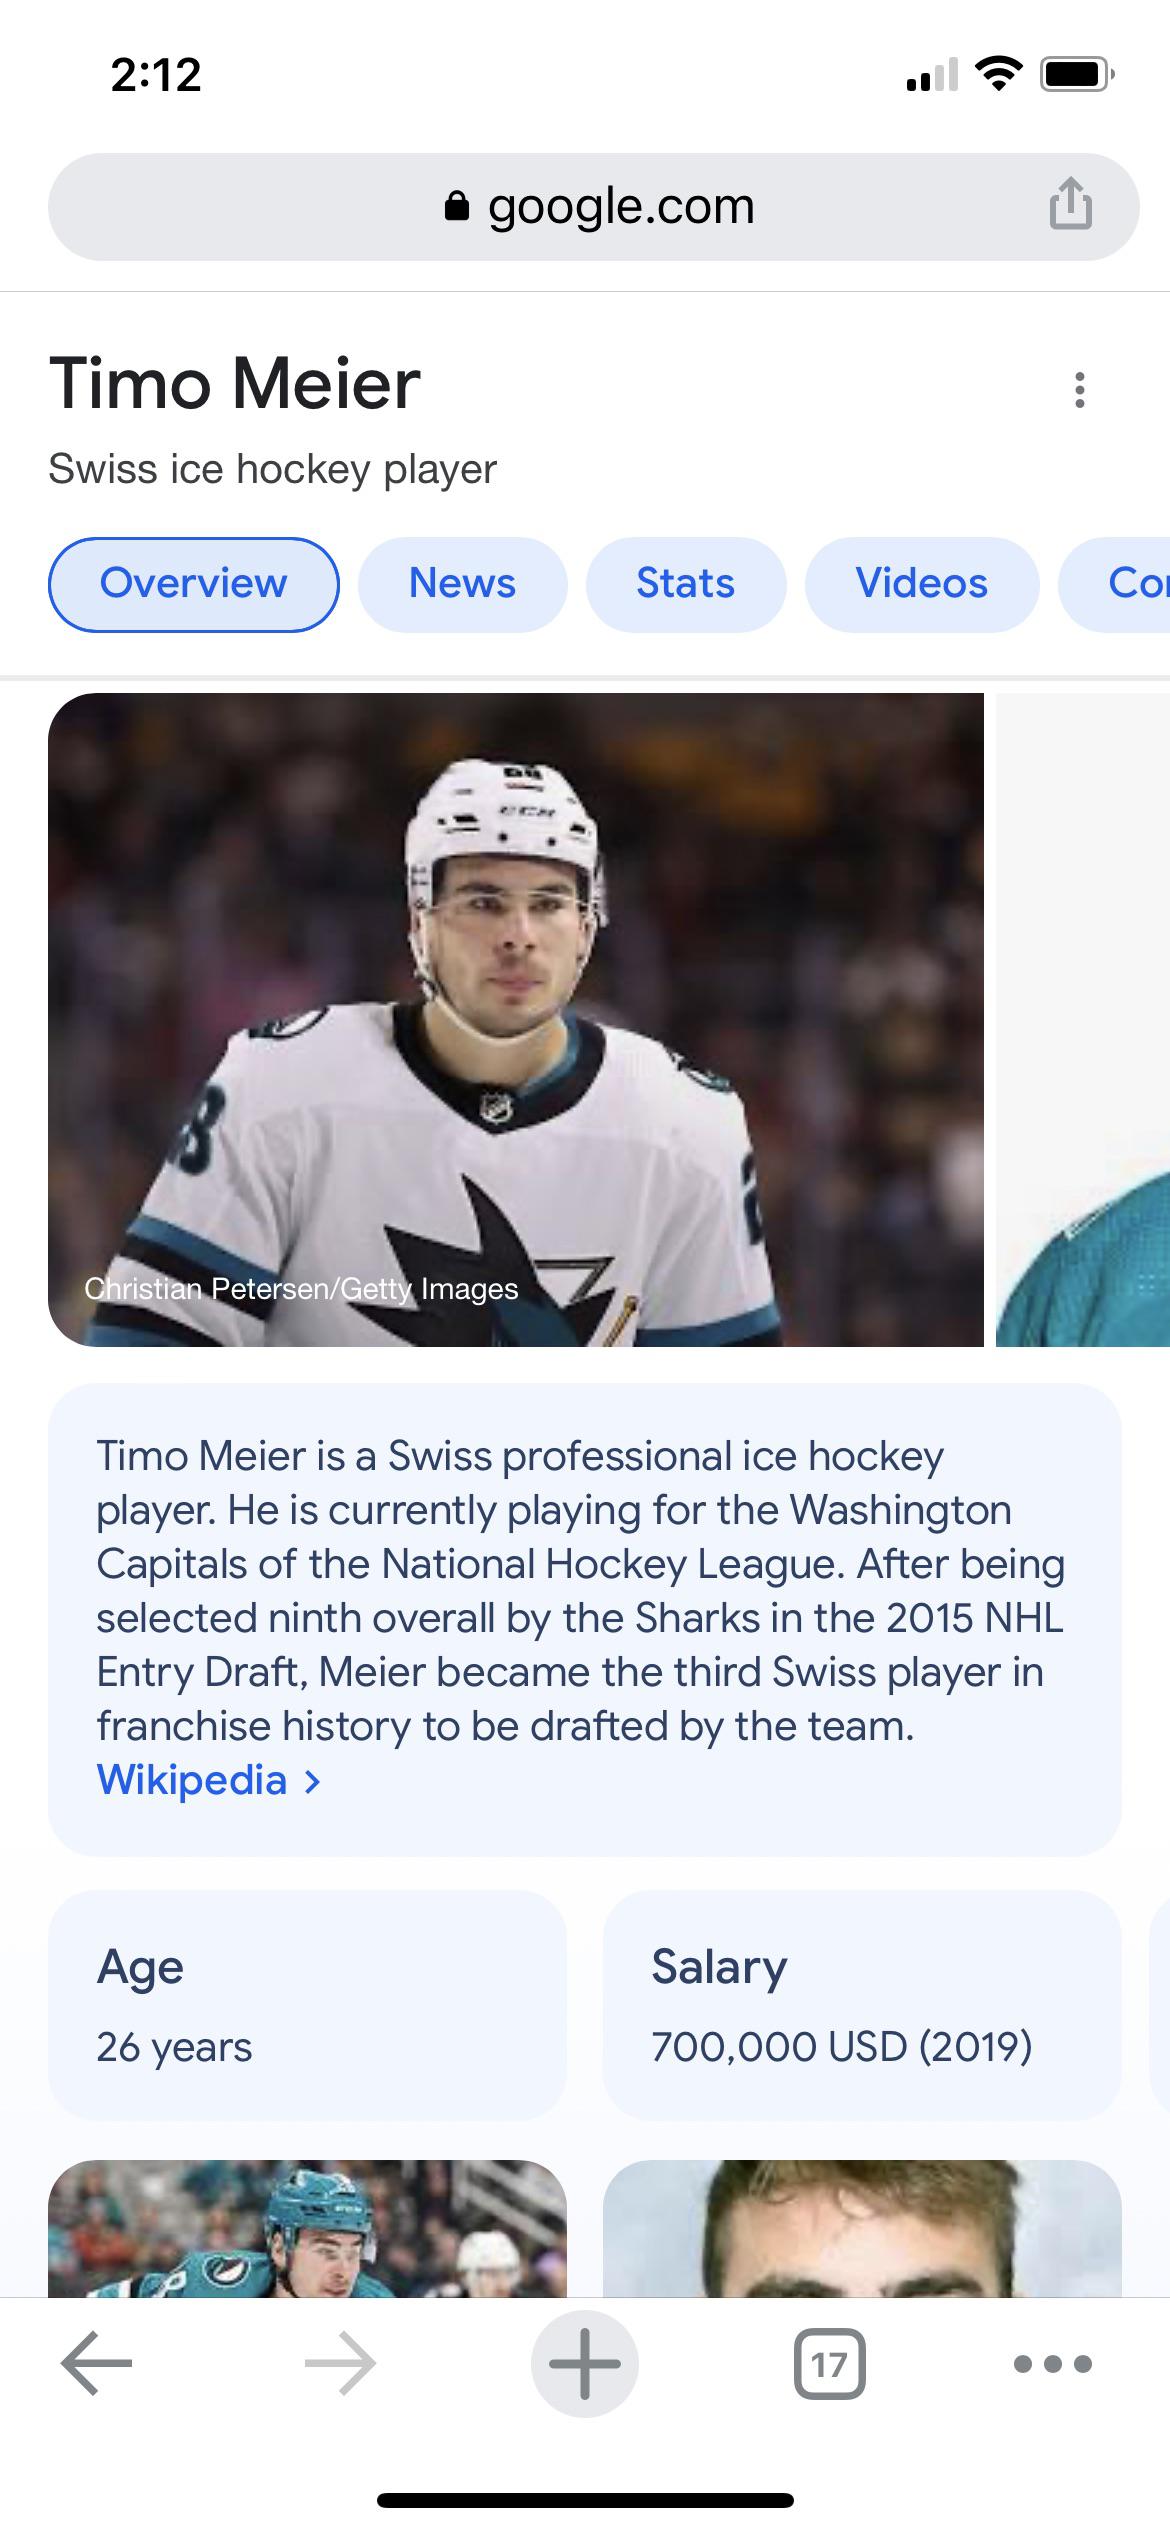 2:12
google.com
Timo Meier
Swiss ice hockey player
Overview News Stats Videos Cor
CCM
Christian Petersen/Getty Images
Timo Meier is a Swiss professional ice hockey
player. He is currently playing for the Washington
Capitals of the National Hockey League. After being
selected ninth overall by the Sharks in the 2015 NHL
Entry Draft, Meier became the third Swiss player in
franchise history to be drafted by the team.
Wikipedia >
Age
26 years
Salary
700,000 USD (2019)
17